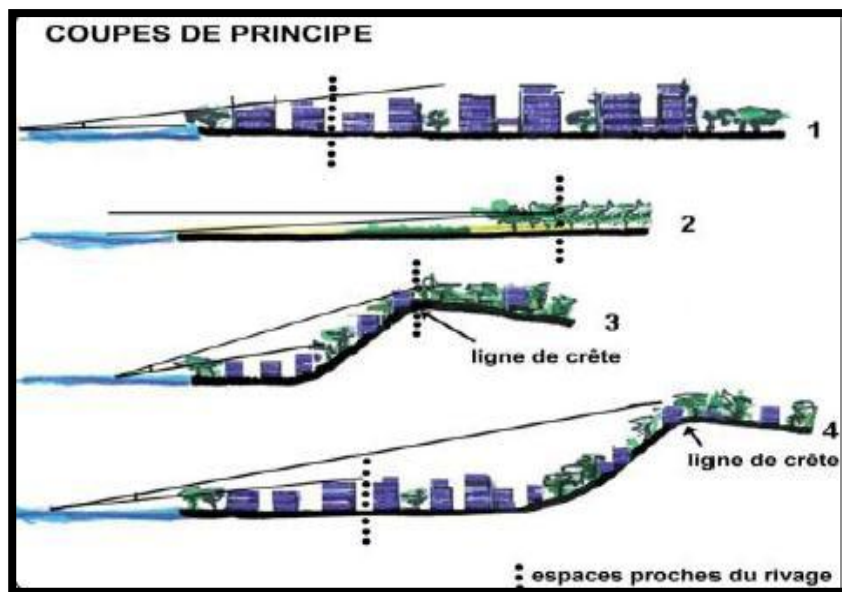 COUPES DE PRINCIPE
1
2
3
ligne de crête
4
ligne de crête
espaces proches du rivage